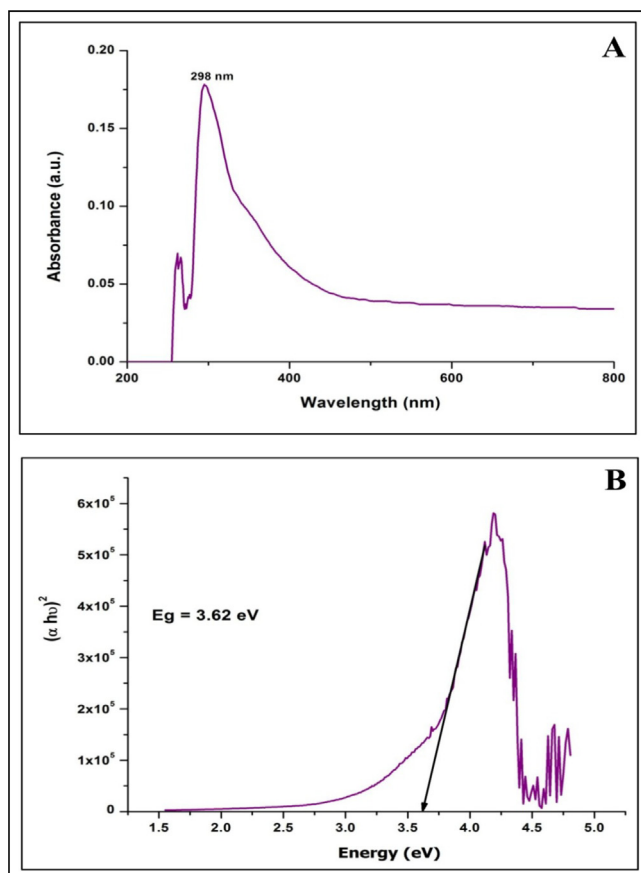 A
298 nm
0.20
0.15
0.10
0.05
0.00
Absorbance (a.u.)
200
400
600
800
Wavelength (nm)
B
6x10⁵
5x10⁵
4x10⁵
3x10⁵
2x10⁵
1x10⁵
0
(α hυ)²
Eg = 3.62 eV
1.5
2.0
2.5
3.0
3.5
4.0
4.5
5.0
Energy (eV)